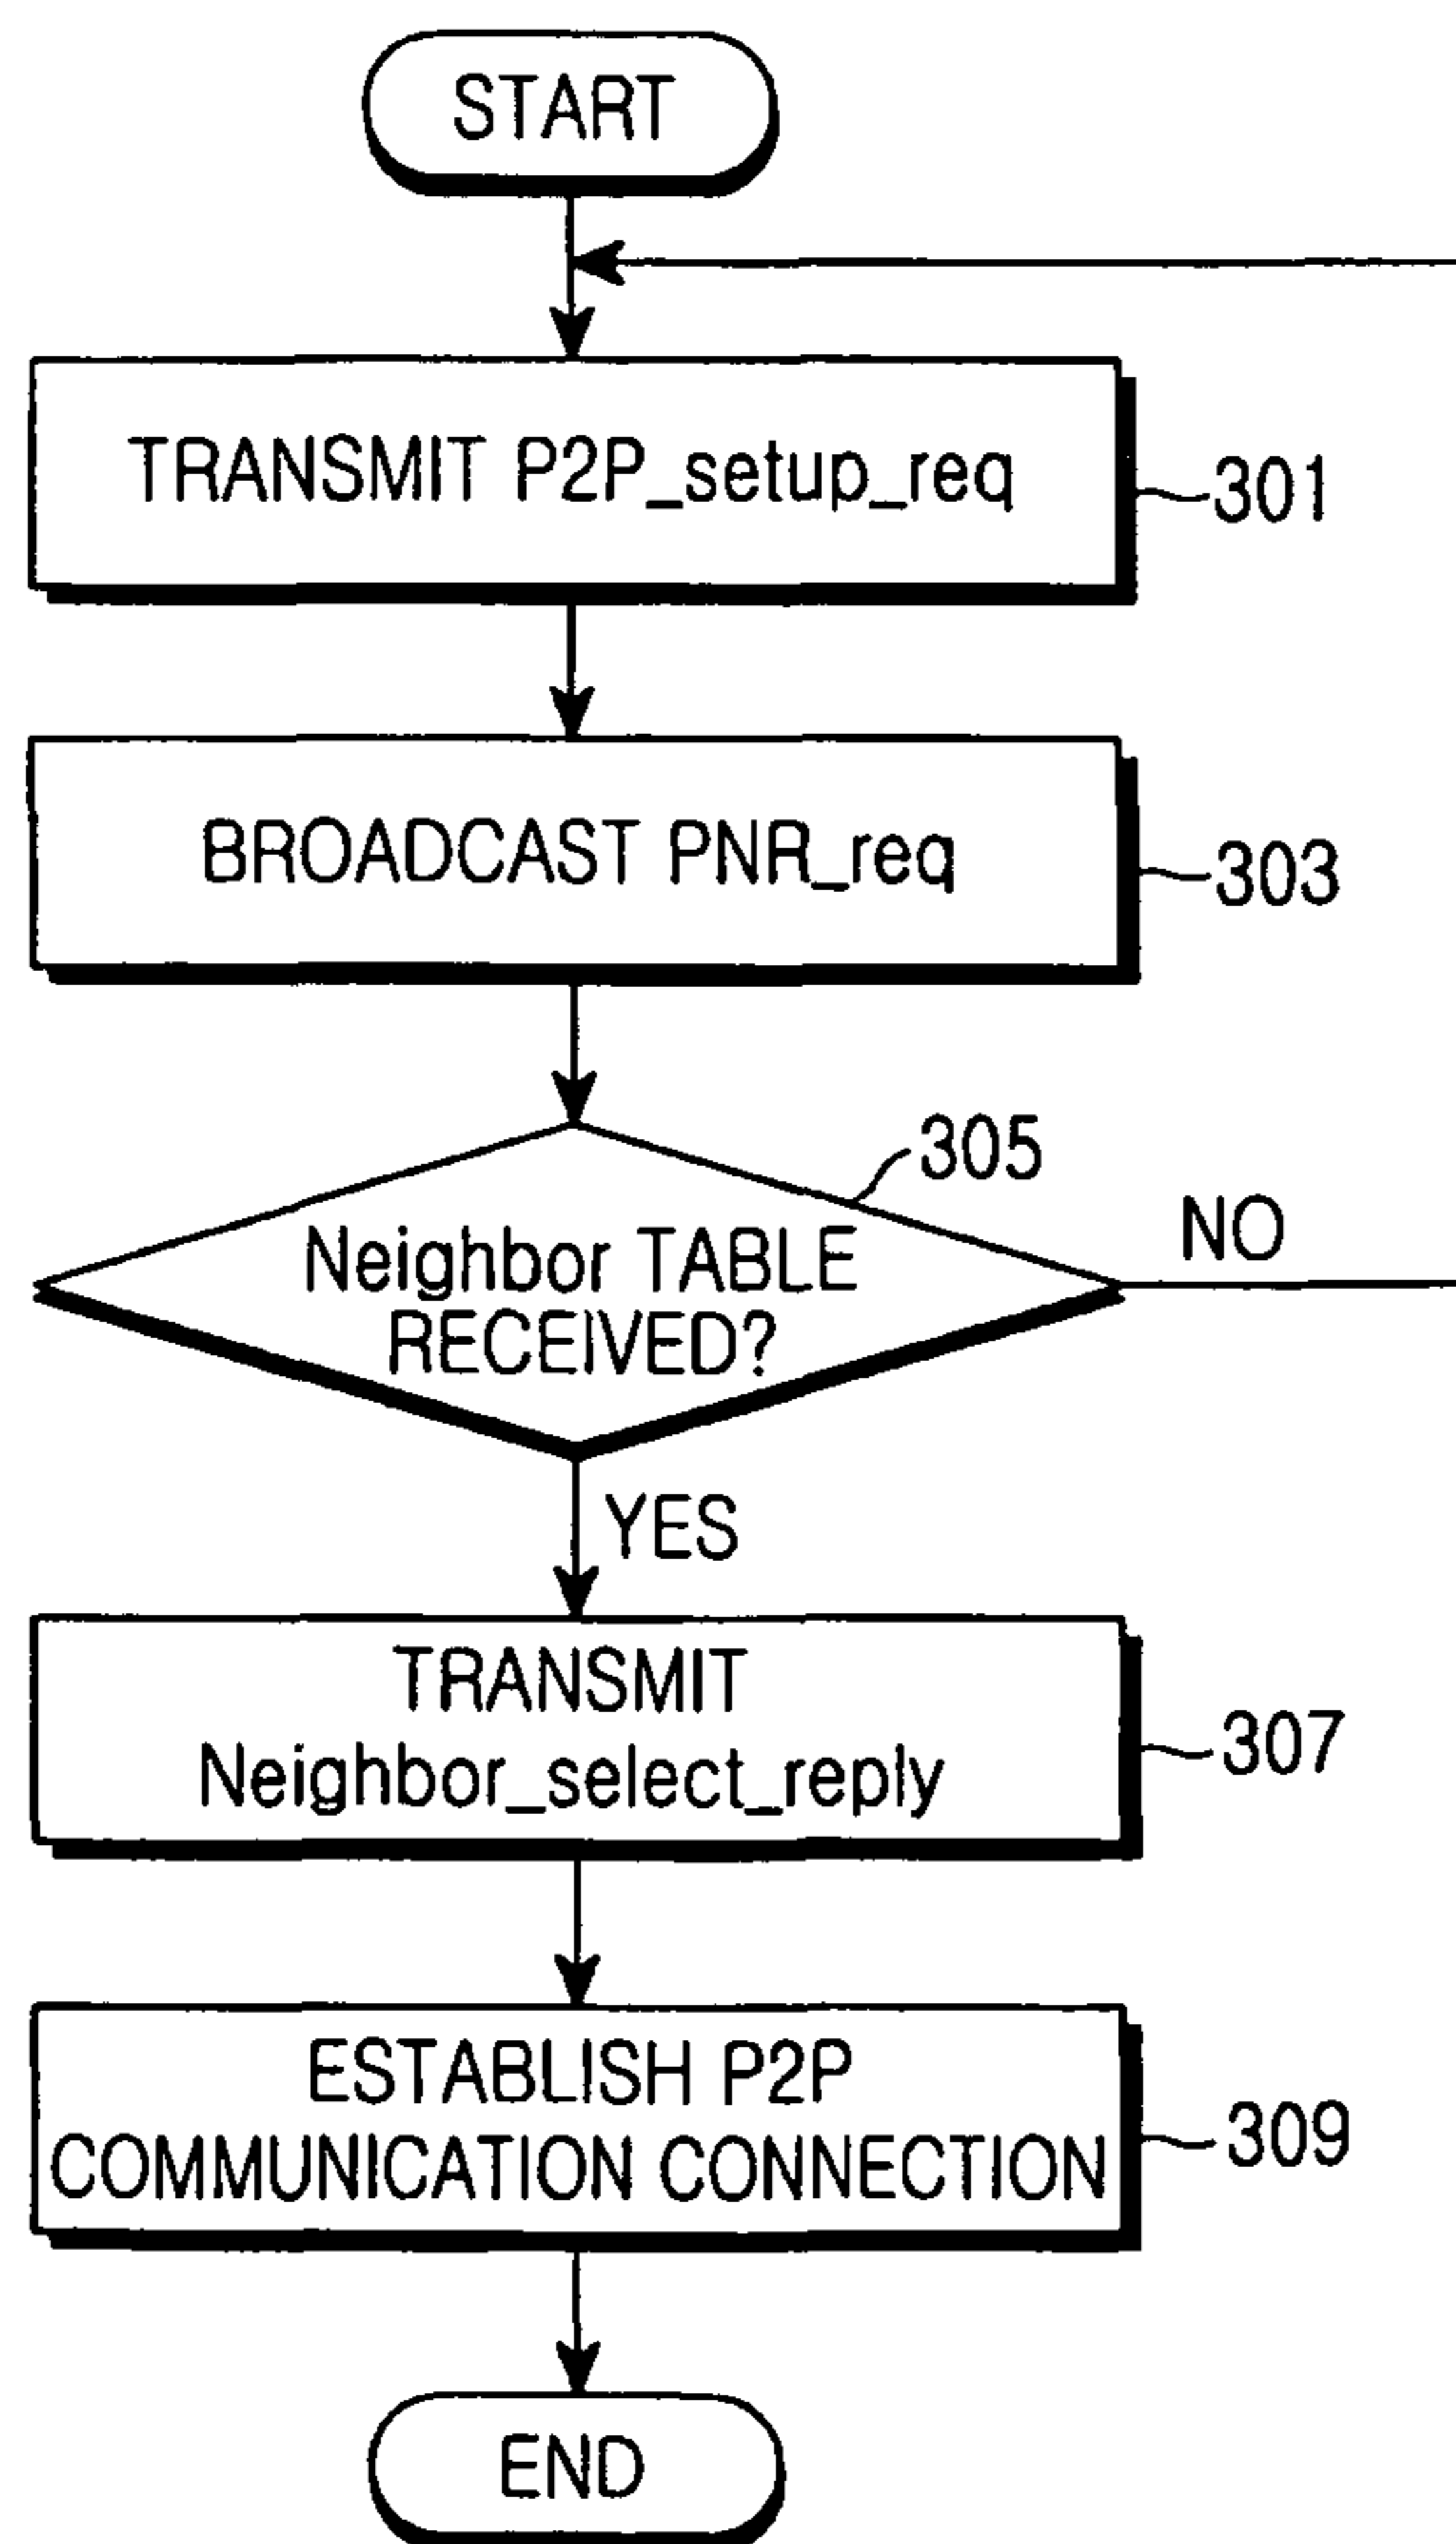 START
TRANSMIT P2P_setup_req
301
BROADCAST PNR_req
303
305
Neighbor TABLE
RECEIVED?
NO
YES
TRANSMIT
Neighbor_select_reply
307
ESTABLISH P2P
COMMUNICATION CONNECTION
309
END